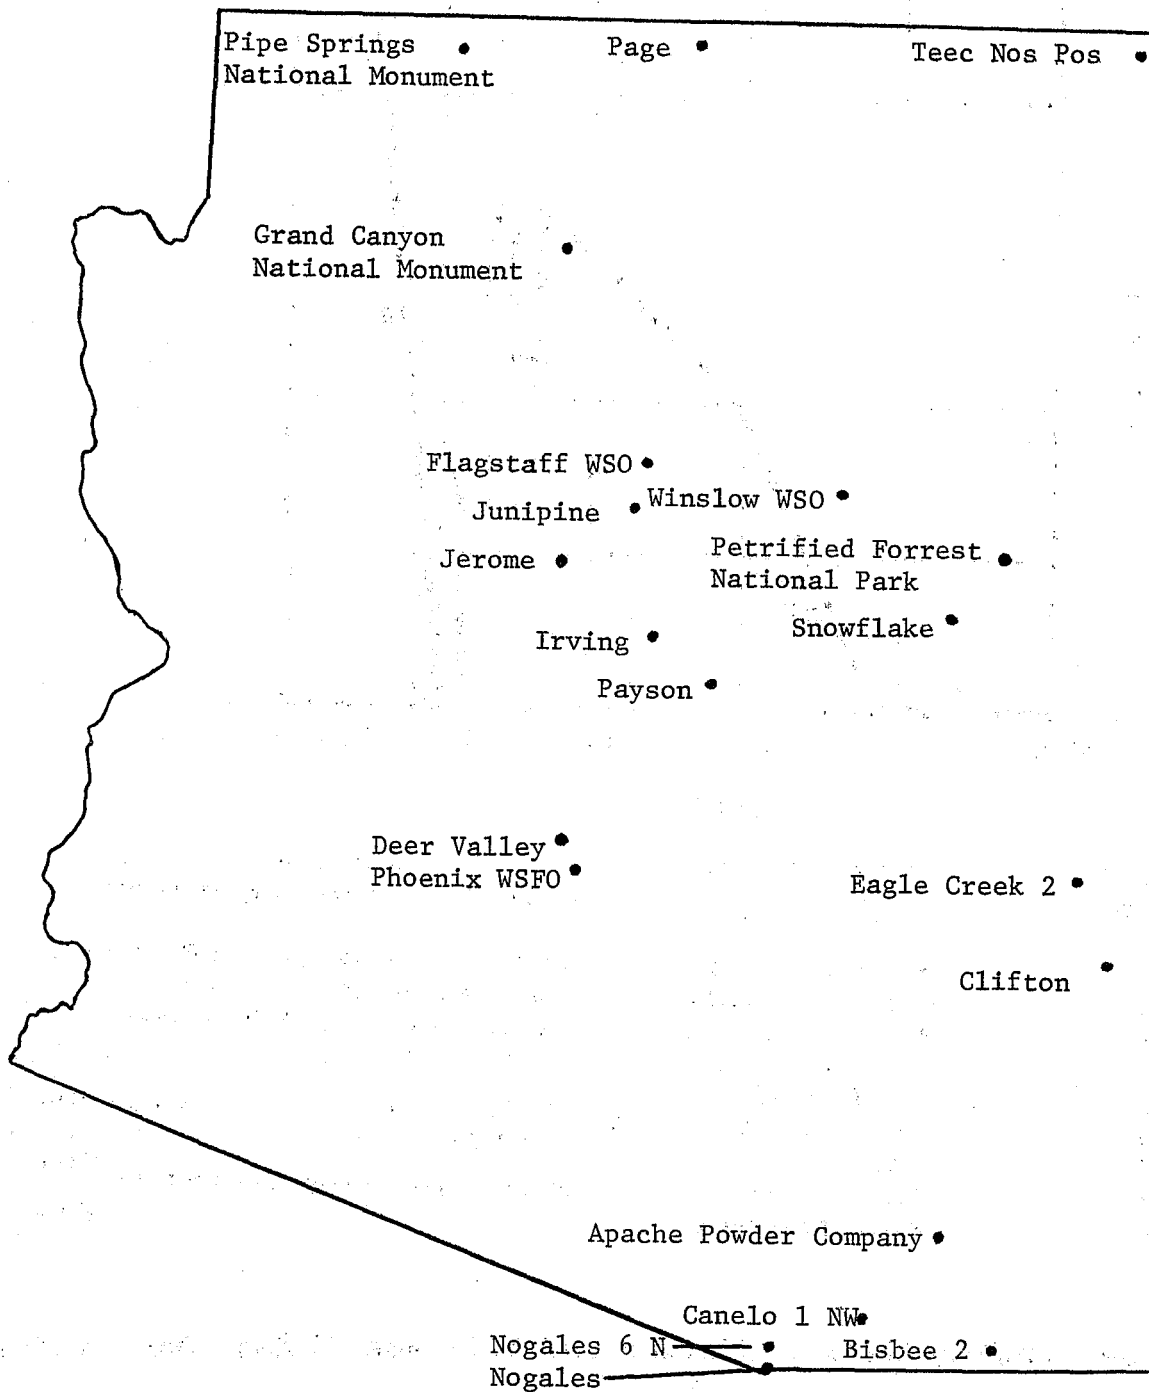 Pipe Springs
National Monument
Page
Teec Nos Pos
Grand Canyon
National Monument
Flagstaff WSO
Winslow WSO
Junipine
Jerome
Petrified Forrest
National Park
Snowflake
Irving
Payson
Deer Valley
Phoenix WSFO
Eagle Creek 2
Clifton
Apache Powder Company
Canelo 1 NW
Nogales 6 N
Bisbee 2
Nogales